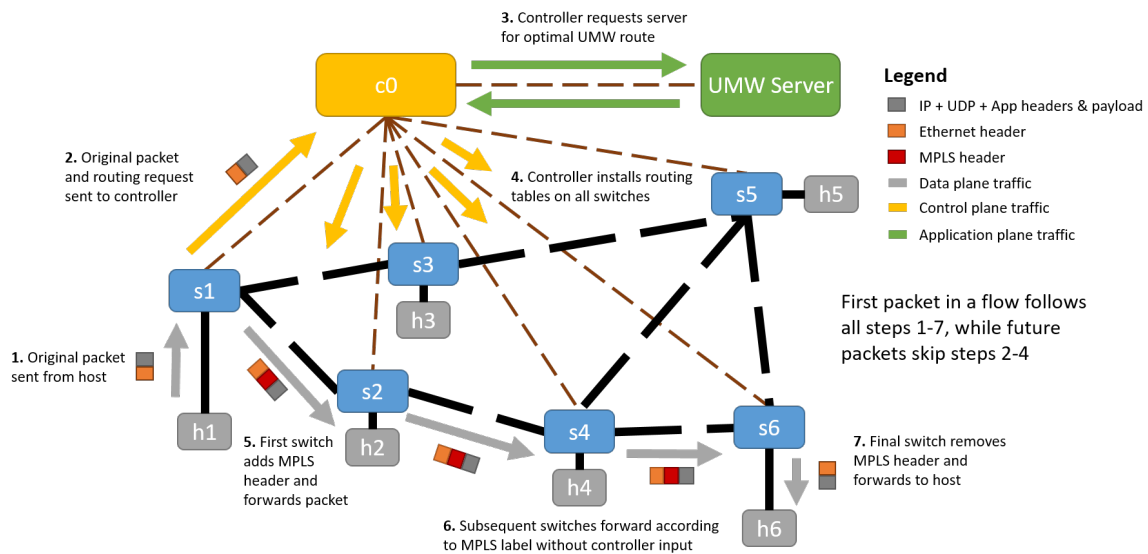 3. Controller requests server
for optimal UMW route
c0
UMW Server
Legend
IP + UDP + App headers & payload
Ethernet header
MPLS header
Data plane traffic
Control plane traffic
Application plane traffic
2. Original packet
and routing request
sent to controller
4. Controller installs routing
tables on all switches
s5
h5
s3
h3
s1
First packet in a flow follows
all steps 1-7, while future
packets skip steps 2-4
1. Original packet
sent from host
s2
h1
h2
s4
s6
5. First switch
adds MPLS
header and
forwards packet
7. Final switch removes
MPLS header and
forwards to host
h4
h6
6. Subsequent switches forward according
to MPLS label without controller input